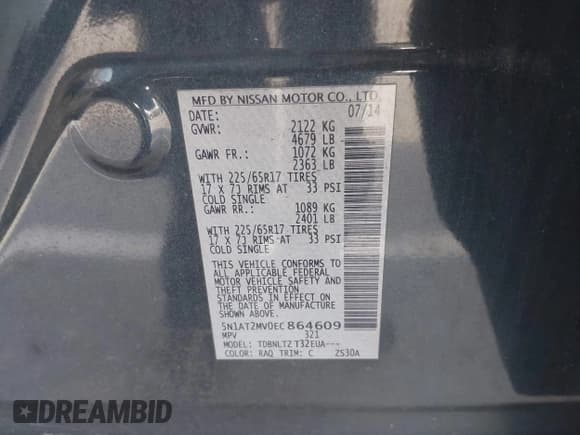 MFD BY NISSAN MOTOR CO., LTD.
DATE: 07/14
GVWR: 2122 KG
4679 LB
GAWR FR.: 1072 KG
2363 LB
WITH 225/65R17 TIRES
17 X 7J RIMS AT 33 PSI
COLD SINGLE
GAWR RR.: 1089 KG
2401 LB
WITH 225/65R17 TIRES
17 X 7J RIMS AT 33 PSI
COLD SINGLE
THIS VEHICLE CONFORMS TO
ALL APPLICABLE FEDERAL
MOTOR VEHICLE SAFETY AND
THEFT PREVENTION
STANDARDS IN EFFECT ON
THE DATE OF MANUFACTURE
SHOWN ABOVE.
5N1AT2MV0EC864609
MPV 321
MODEL: TDBNLTZ T32EUA---
COLOR: RAQ TRIM: C ZS30A
DREAMBID